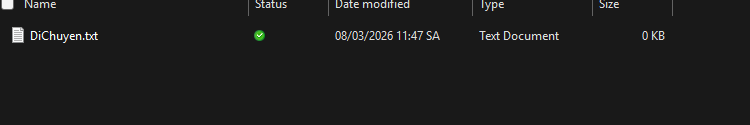 Name Status Date modified Type Size
DiChuyen.txt 08/03/2026 11:47 SA Text Document 0 KB